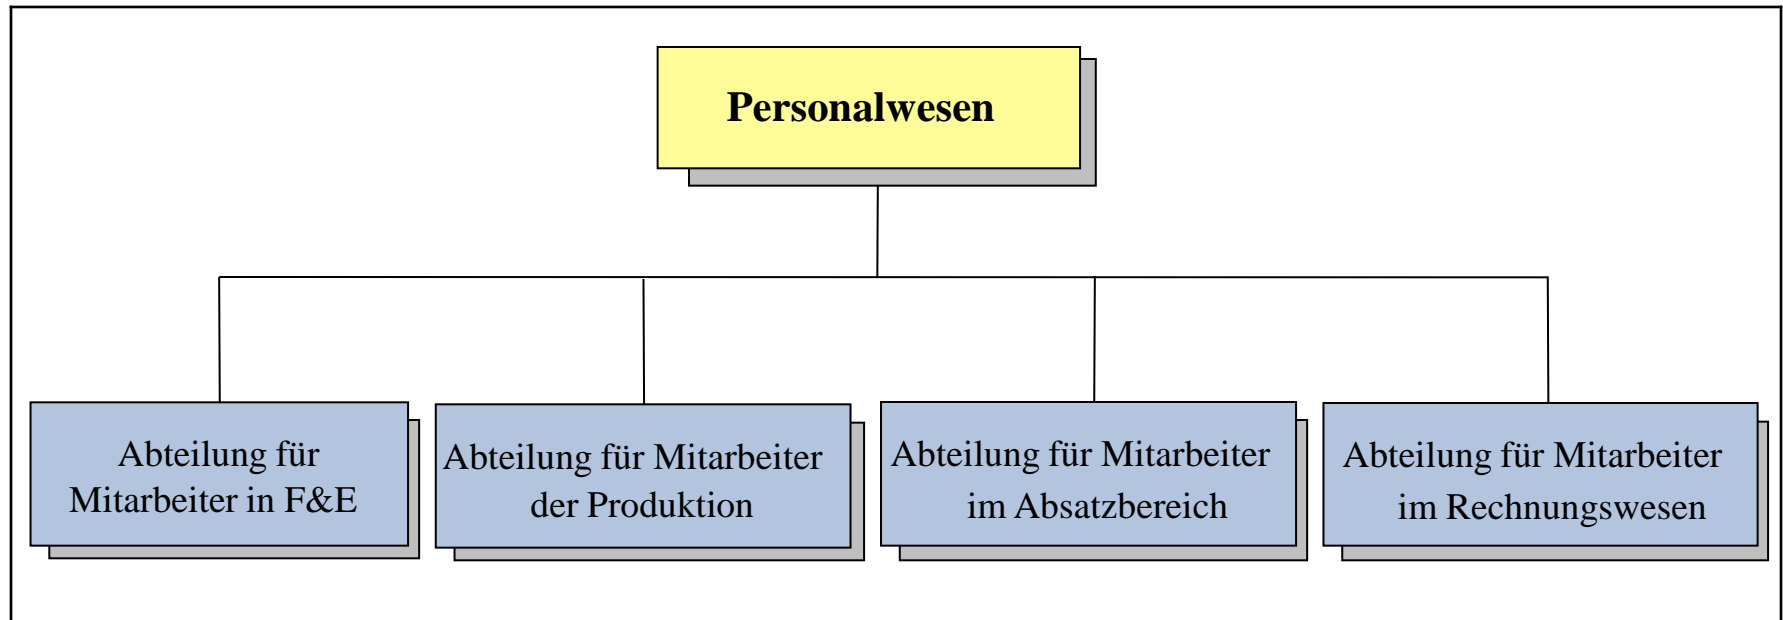 Personalwesen
Abteilung für
Mitarbeiter in F&E
Abteilung für Mitarbeiter
der Produktion
Abteilung für Mitarbeiter
im Absatzbereich
Abteilung für Mitarbeiter
im Rechnungswesen